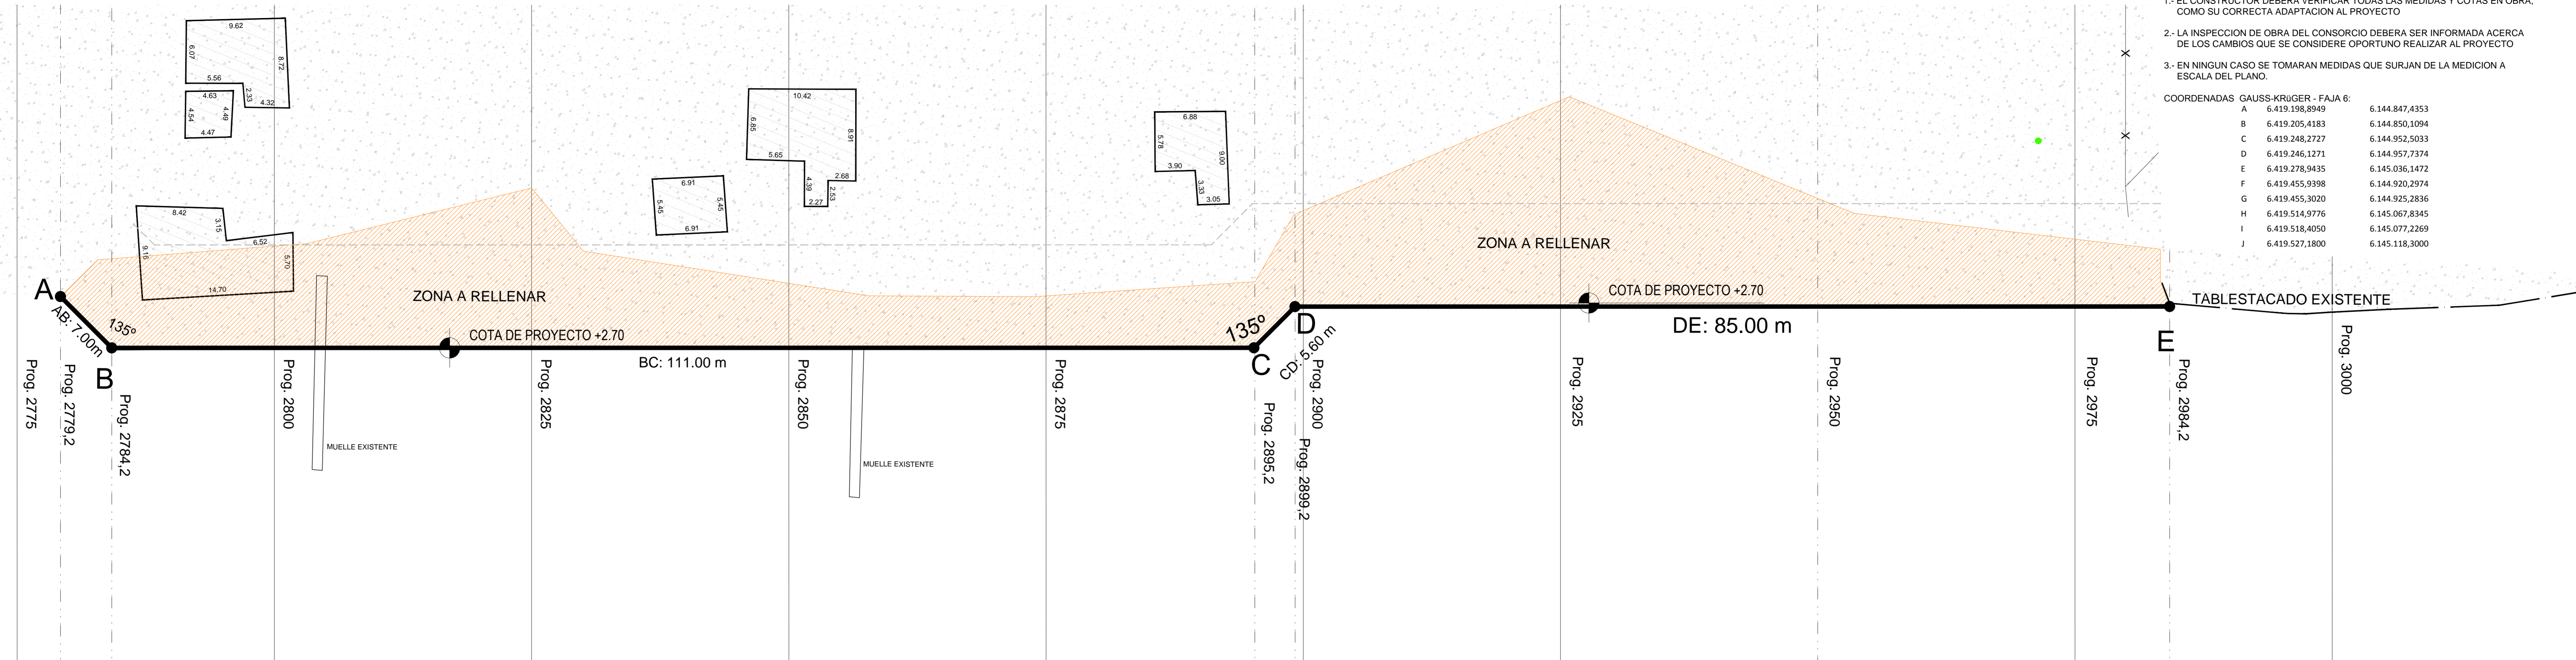 1.- EL CONSTRUCTOR DEBERA VERIFICAR TODAS LAS MEDIDAS Y COTAS EN OBRA,
COMO SU CORRECTA ADAPTACION AL PROYECTO
2.- LA INSPECCION DE OBRA DEL CONSORCIO DEBERA SER INFORMADA ACERCA
DE LOS CAMBIOS QUE SE CONSIDERE OPORTUNO REALIZAR AL PROYECTO
3.- EN NINGUN CASO SE TOMARAN MEDIDAS QUE SURJAN DE LA MEDICION A
ESCALA DEL PLANO.
COORDENADAS GAUSS-KRüGER - FAJA 6:
A 6.419.198,8949 6.144.847,4353
B 6.419.205,4183 6.144.850,1094
C 6.419.248,2727 6.144.952,5033
D 6.419.246,1271 6.144.957,7374
E 6.419.278,9435 6.145.036,1472
F 6.419.455,9398 6.144.920,2974
G 6.419.455,3020 6.144.925,2836
H 6.419.514,9776 6.145.067,8345
I 6.419.518,4050 6.145.077,2269
J 6.419.527,1800 6.145.118,3000
9.62
6.07
8.72
5.56
2.33
4.32
4.63
4.54
4.49
4.47
8.42
3.15
6.52
9.16
5.70
14.70
6.91
5.45
5.45
6.91
10.42
6.85
8.91
5.65
4.39
2.68
2.53
2.27
6.88
5.78
9.00
3.90
3.33
3.05
ZONA A RELLENAR
ZONA A RELLENAR
A
AB: 7.00m
135º
B
COTA DE PROYECTO +2.70
BC: 111.00 m
135º
C
D
CD: 5.60 m
COTA DE PROYECTO +2.70
DE: 85.00 m
E
TABLESTACADO EXISTENTE
MUELLE EXISTENTE
MUELLE EXISTENTE
Prog. 2775
Prog. 2779,2
Prog. 2784,2
Prog. 2800
Prog. 2825
Prog. 2850
Prog. 2875
Prog. 2895,2
Prog. 2899,2
Prog. 2900
Prog. 2925
Prog. 2950
Prog. 2975
Prog. 2984,2
Prog. 3000